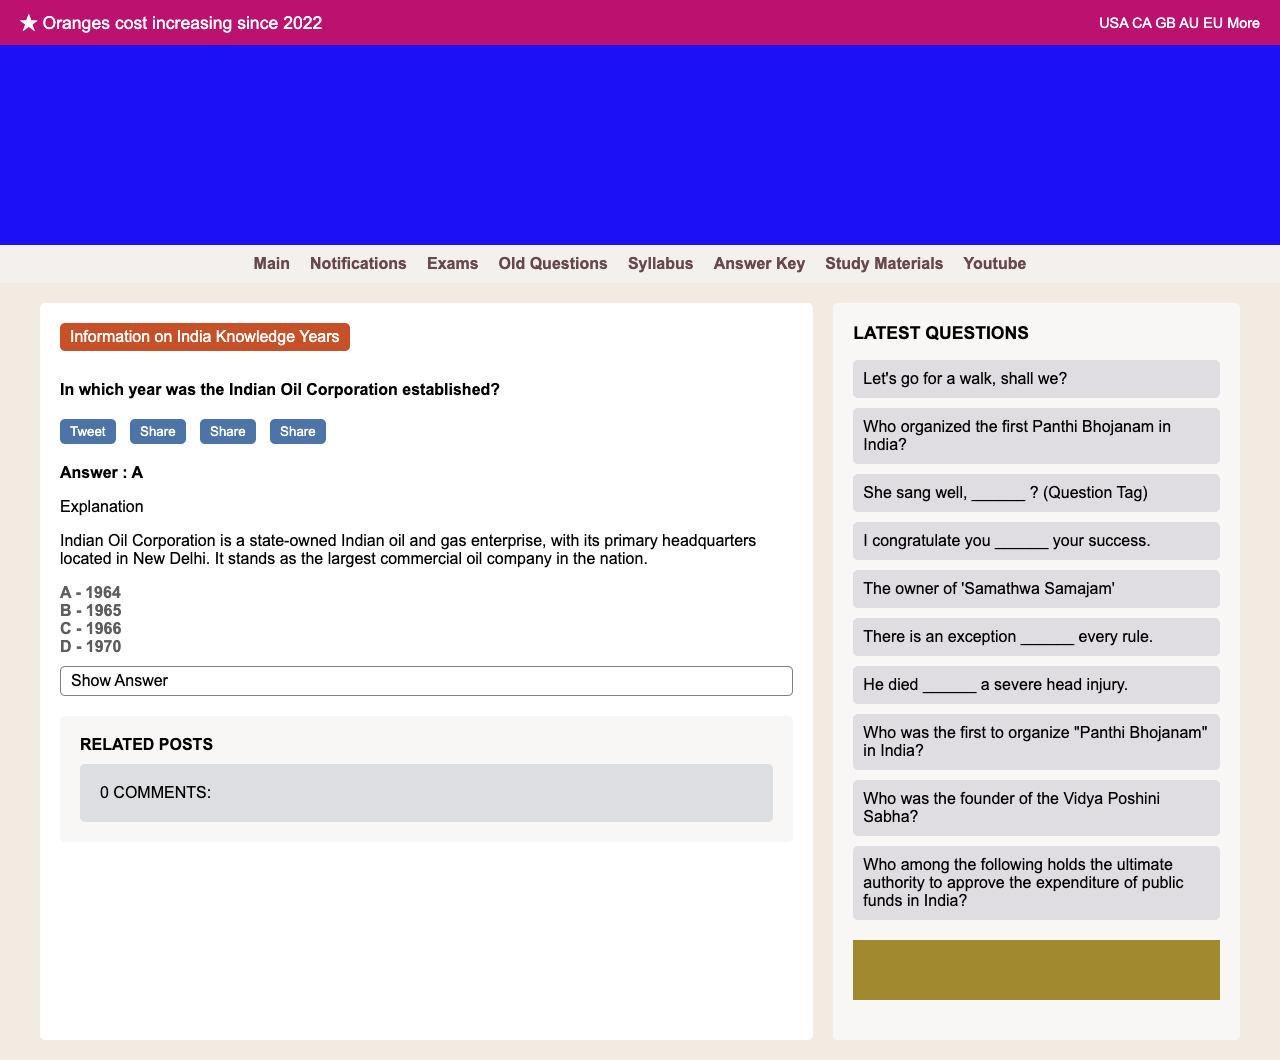 ★ Oranges cost increasing since 2022
USA CA GB AU EU More
Main Notifications Exams Old Questions Syllabus Answer Key Study Materials Youtube
Information on India Knowledge Years
In which year was the Indian Oil Corporation established?
Tweet Share Share Share
Answer : A
Explanation
Indian Oil Corporation is a state-owned Indian oil and gas enterprise, with its primary headquarters
located in New Delhi. It stands as the largest commercial oil company in the nation.
A - 1964
B - 1965
C - 1966
D - 1970
Show Answer
RELATED POSTS
0 COMMENTS:
LATEST QUESTIONS
Let's go for a walk, shall we?
Who organized the first Panthi Bhojanam in
India?
She sang well, ______ ? (Question Tag)
I congratulate you ______ your success.
The owner of 'Samathwa Samajam'
There is an exception ______ every rule.
He died ______ a severe head injury.
Who was the first to organize "Panthi Bhojanam"
in India?
Who was the founder of the Vidya Poshini
Sabha?
Who among the following holds the ultimate
authority to approve the expenditure of public
funds in India?